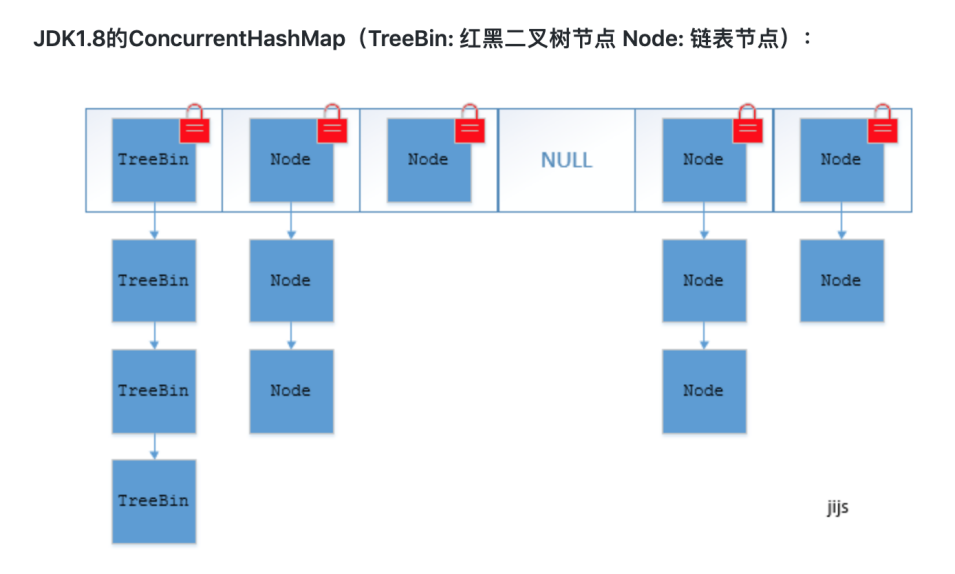 JDK1.8的ConcurrentHashMap（TreeBin: 红黑二叉树节点 Node: 链表节点）：
TreeBin Node Node NULL Node Node
TreeBin Node Node Node
TreeBin Node Node
TreeBin
jijs